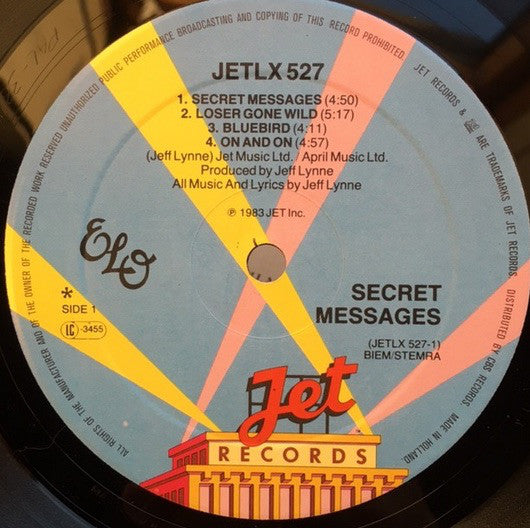 ALL RIGHTS OF THE MANUFACTURER AND OF THE OWNER OF THE RECORDED WORK RESERVED UNAUTHORIZED PUBLIC PERFORMANCE BROADCASTING AND COPYING OF THIS RECORD PROHIBITED.
JET RECORDS & ARE TRADEMARKS OF JET RECORDS. DISTRIBUTED BY CBS RECORDS. MADE IN HOLLAND.
JETLX 527
1. SECRET MESSAGES (4:50)
2. LOSER GONE WILD (5:17)
3. BLUEBIRD (4:11)
4. ON AND ON (4:57)
(Jeff Lynne) Jet Music Ltd. April Music Ltd.
Produced by Jeff Lynne
All Music And Lyrics by Jeff Lynne
℗ 1983 JET Inc.
ELO
*
SIDE 1
LC 3455
SECRET
MESSAGES
(JETLX 527-1)
BIEM/STEMRA
Jet
RECORDS